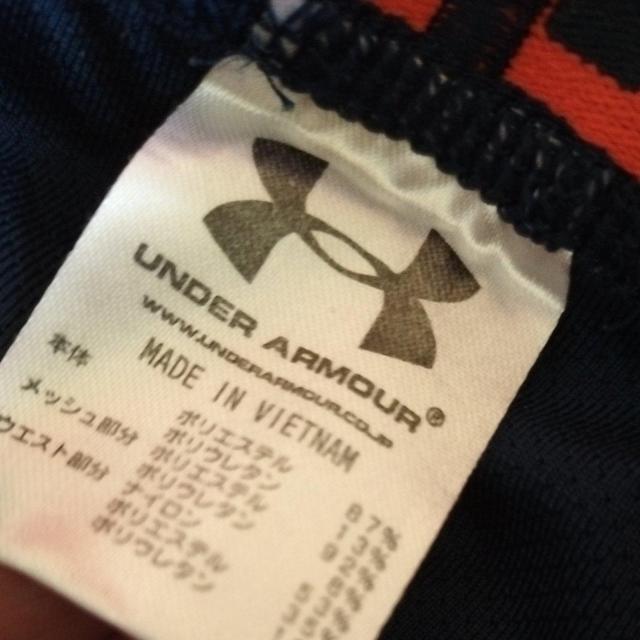 UNDER ARMOUR®
www.UNDERARMOUR.co.jp
MADE IN VIETNAM
本体 ポリエステル 87%
ポリウレタン 13%
メッシュ部分 ポリエステル 92%
ポリウレタン 8%
ウエスト部分 ナイロン
ポリエステル
ポリウレタン